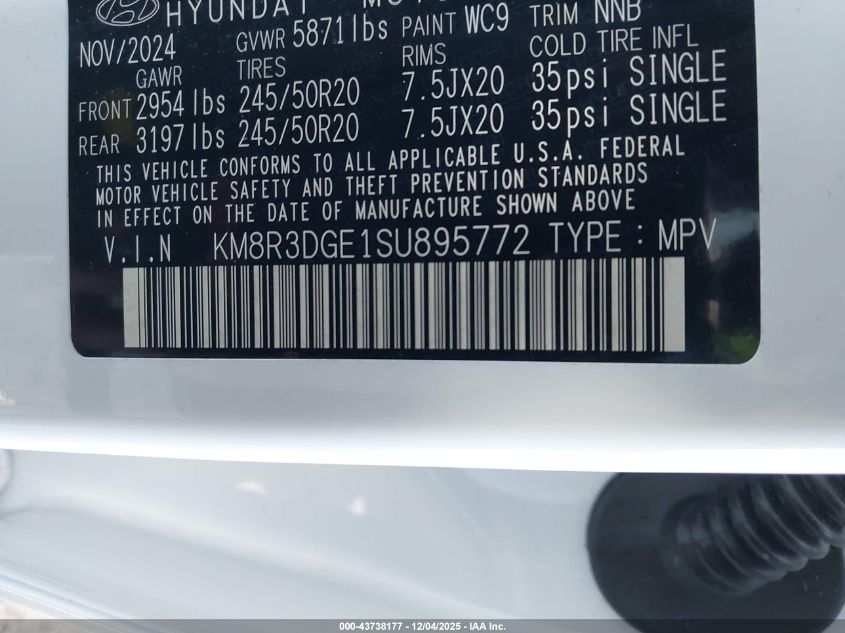 HYUNDAI
NOV/2024 GVWR 5871lbs PAINT WC9 TRIM NNB
GAWR TIRES RIMS COLD TIRE INFL
FRONT 2954lbs 245/50R20 7.5JX20 35psi SINGLE
REAR 3197lbs 245/50R20 7.5JX20 35psi SINGLE
THIS VEHICLE CONFORMS TO ALL APPLICABLE U.S.A. FEDERAL
MOTOR VEHICLE SAFETY AND THEFT PREVENTION STANDARDS
IN EFFECT ON THE DATE OF MANUFACTURE SHOWN ABOVE
V.I.N KM8R3DGE1SU895772 TYPE : MPV
000-43738177 - 12/04/2025 - IAA Inc.